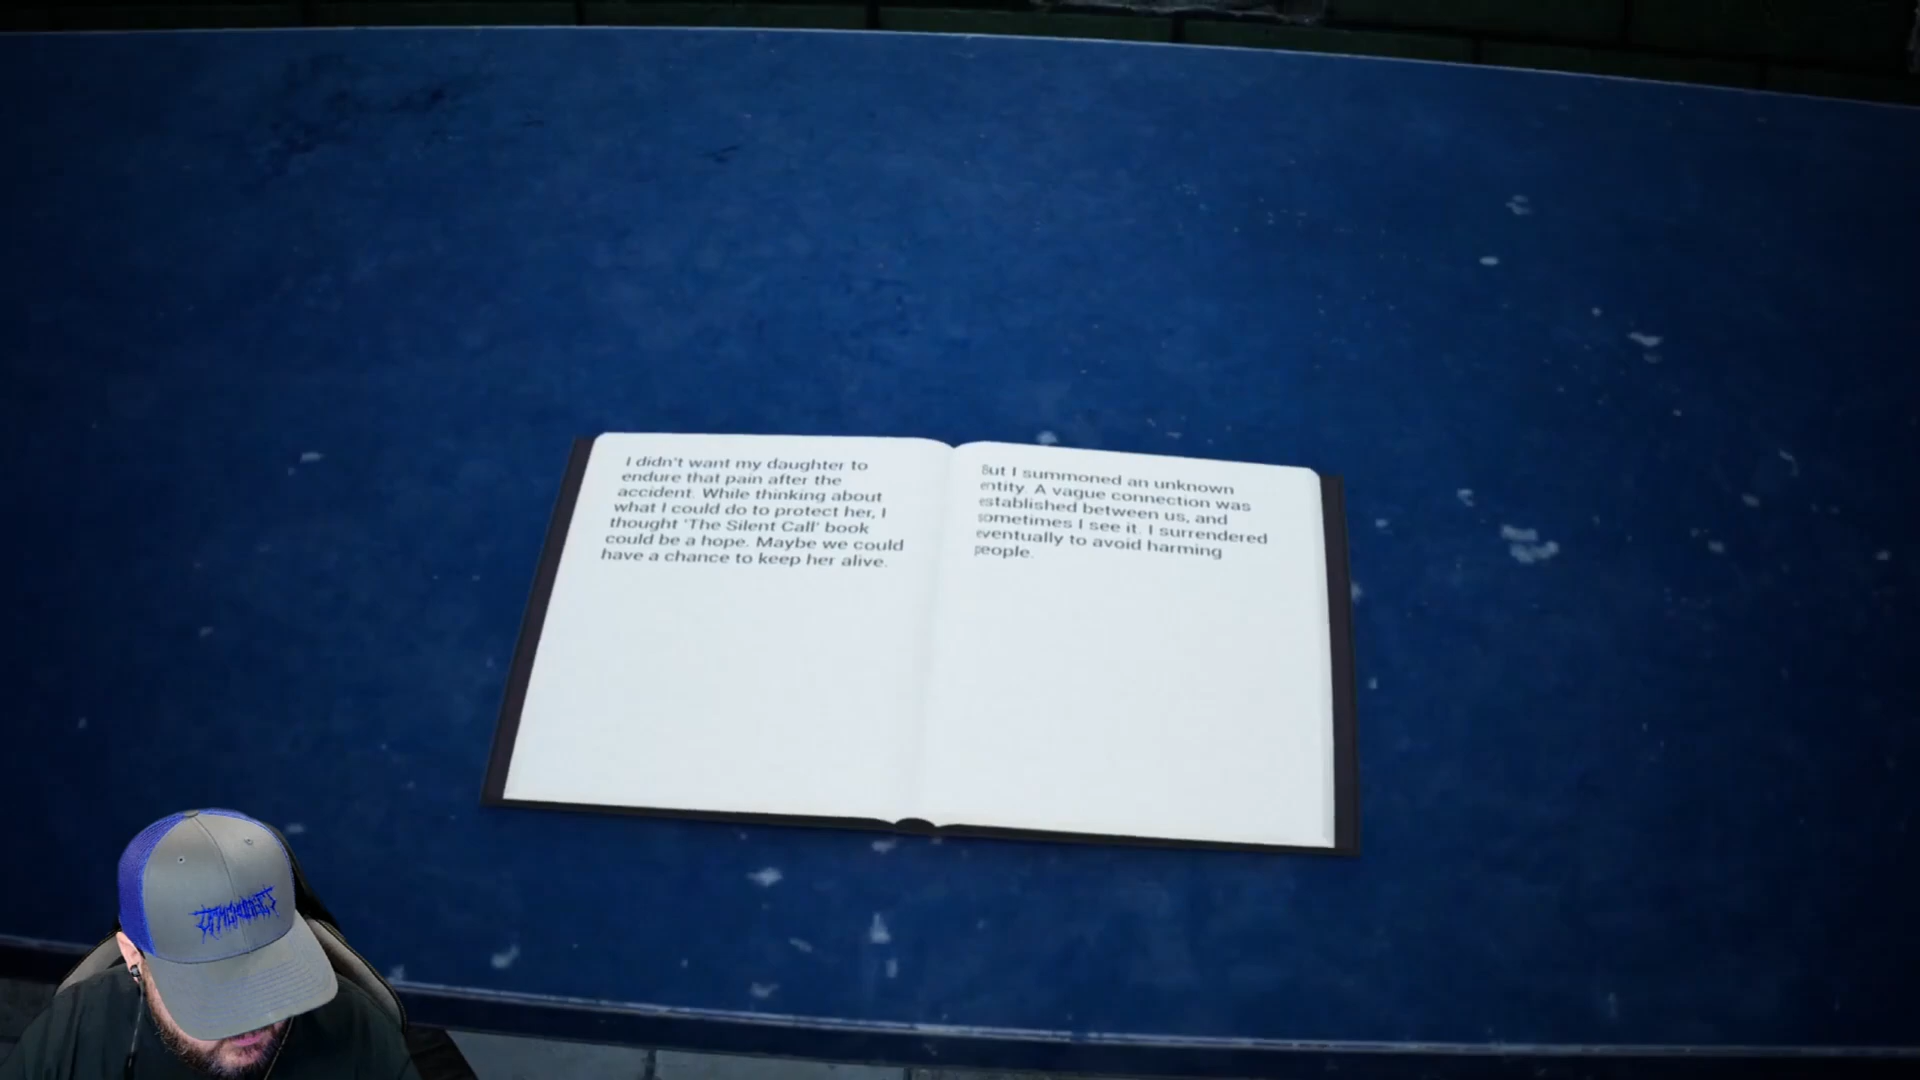 I didn't want my daughter to
endure that pain after the
accident. While thinking about
what I could do to protect her, I
thought 'The Silent Call' book
could be a hope. Maybe we could
have a chance to keep her alive.
But I summoned an unknown
entity. A vague connection was
established between us, and
sometimes I see it. I surrendered
eventually to avoid harming
people.